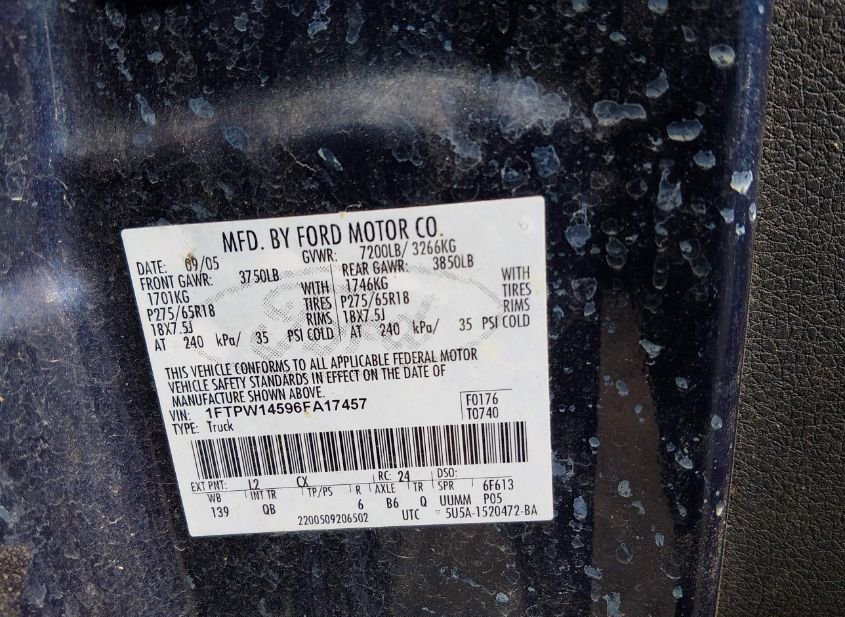 MFD. BY FORD MOTOR CO.
DATE: 09/05 GVWR: 7200LB/ 3266KG
FRONT GAWR: 3750LB REAR GAWR: 3850LB
1701KG WITH 1746KG WITH
P275/65R18 TIRES P275/65R18 TIRES
18X7.5J RIMS 18X7.5J RIMS
AT 240 kPa/ 35 PSI COLD AT 240 kPa/ 35 PSI COLD
THIS VEHICLE CONFORMS TO ALL APPLICABLE FEDERAL MOTOR
VEHICLE SAFETY STANDARDS IN EFFECT ON THE DATE OF
MANUFACTURE SHOWN ABOVE.
VIN: 1FTPW14596FA17457 F0176
TYPE: Truck T0740
EXT PNT: L2 CX RC: 24 DSO:
WB INT TR TP/PS R AXLE TR SPR 6F613
139 QB 6 B6 Q UUMM P05
2200509206502 UTC 5U5A-1520472-BA